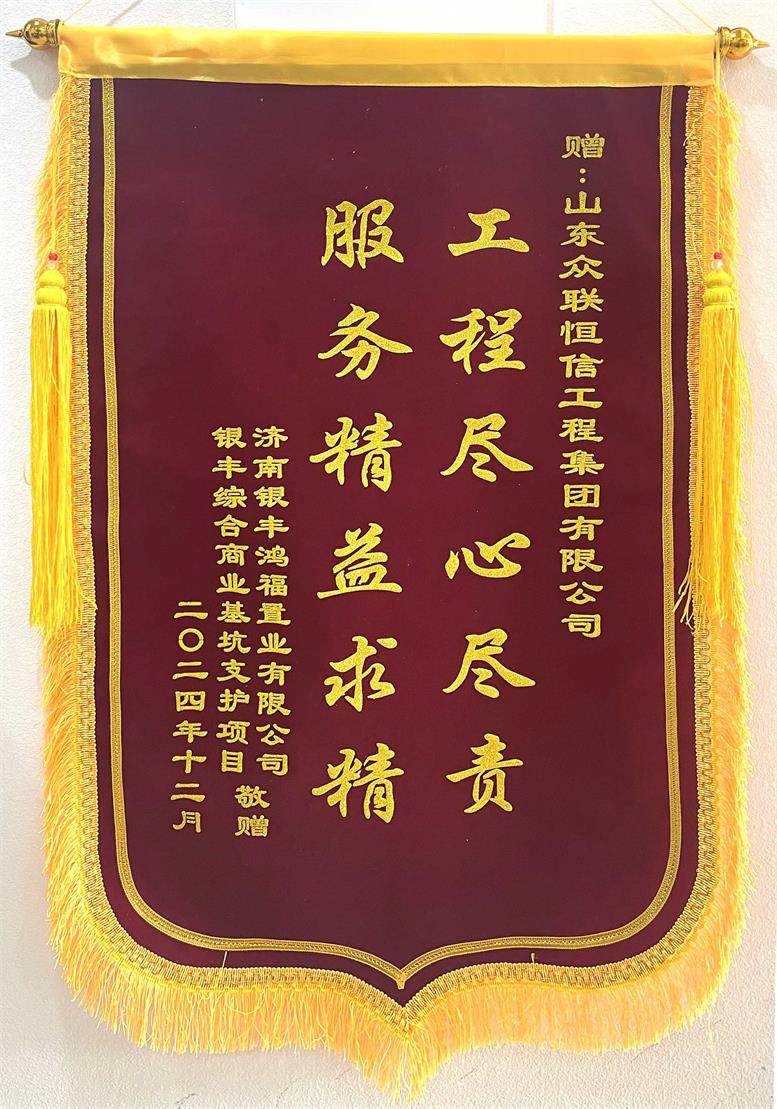 赠：山东众联恒信工程集团有限公司
工程尽心尽责
服务精益求精
济南银丰鸿福置业有限公司
银丰综合商业基坑支护项目
敬赠
二〇二四年十二月